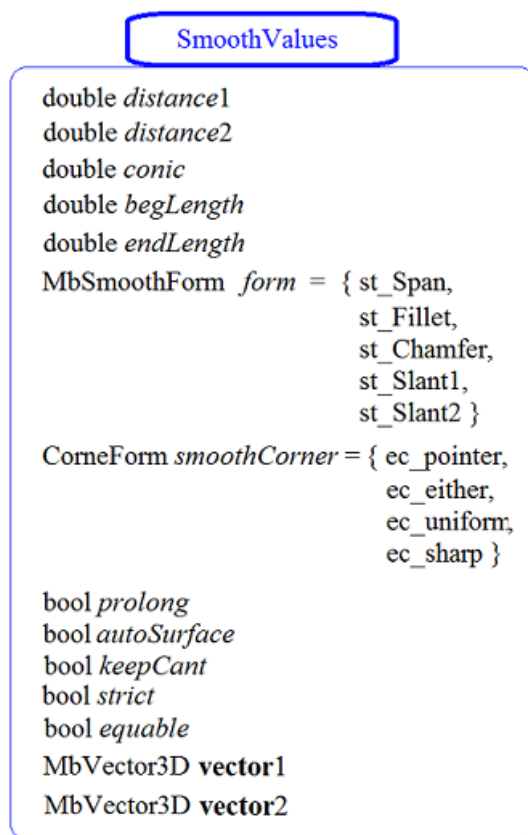 SmoothValues
double distance1
double distance2
double conic
double begLength
double endLength
MbSmoothForm form = { st_Span,
st_Fillet,
st_Chamfer,
st_Slant1,
st_Slant2 }
CorneForm smoothCorner = { ec_pointer,
ec_either,
ec_uniform,
ec_sharp }
bool prolong
bool autoSurface
bool keepCant
bool strict
bool equable
MbVector3D vector1
MbVector3D vector2